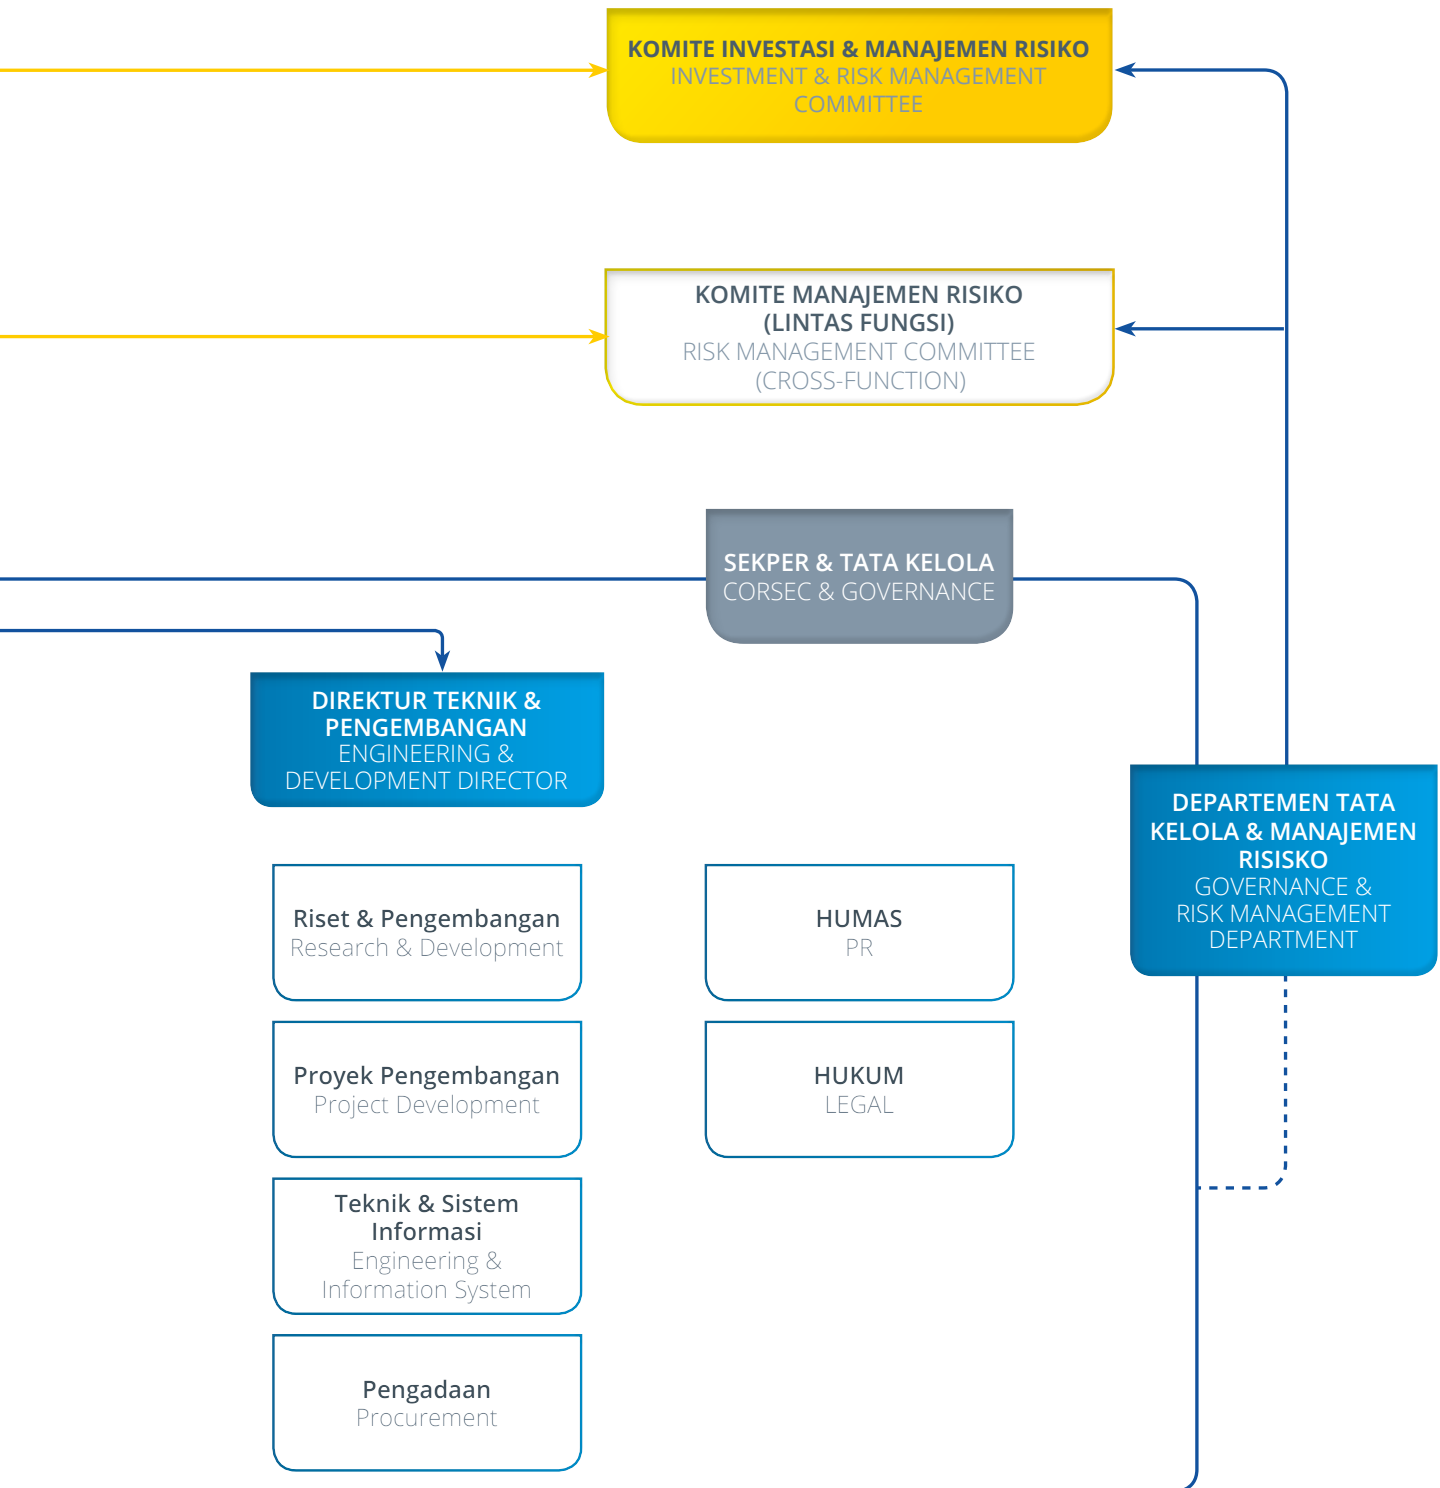 KOMITE INVESTASI & MANAJEMEN RISIKO
INVESTMENT & RISK MANAGEMENT
COMMITTEE
KOMITE MANAJEMEN RISIKO
(LINTAS FUNGSI)
RISK MANAGEMENT COMMITTEE
(CROSS-FUNCTION)
SEKPER & TATA KELOLA
CORSEC & GOVERNANCE
DIREKTUR TEKNIK &
PENGEMBANGAN
ENGINEERING &
DEVELOPMENT DIRECTOR
DEPARTEMEN TATA
KELOLA & MANAJEMEN
RISISKO
GOVERNANCE &
RISK MANAGEMENT
DEPARTMENT
Riset & Pengembangan
Research & Development
HUMAS
PR
Proyek Pengembangan
Project Development
HUKUM
LEGAL
Teknik & Sistem
Informasi
Engineering &
Information System
Pengadaan
Procurement